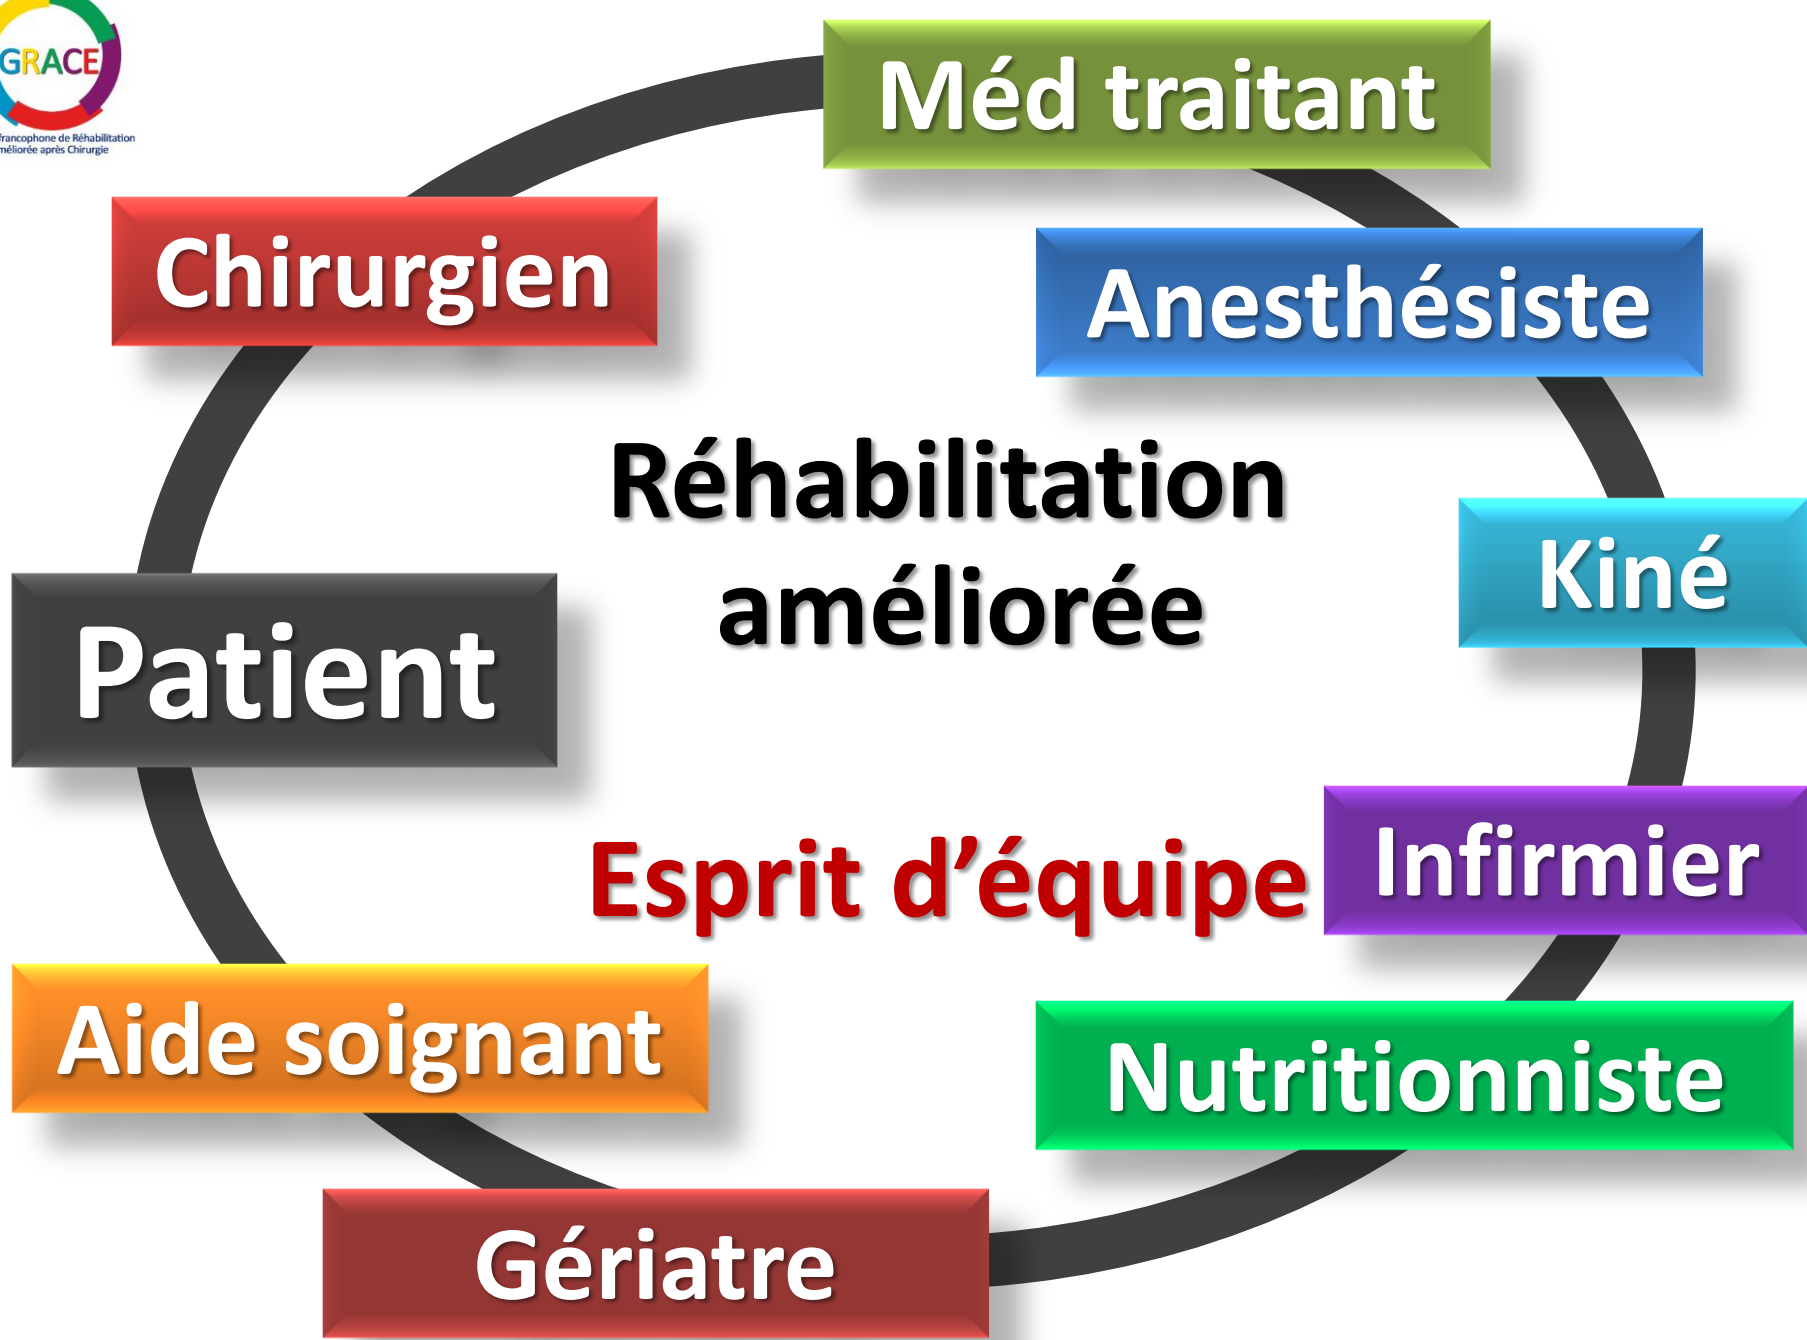 GRACE
francophone de Réhabilitation
méliorée après Chirurgie
Méd traitant
Chirurgien
Anesthésiste
Réhabilitation
améliorée
Kiné
Patient
Esprit d’équipe
Infirmier
Aide soignant
Nutritionniste
Gériatre